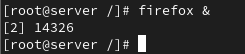 [root@server /]# firefox &
[2] 14326
[root@server /]#